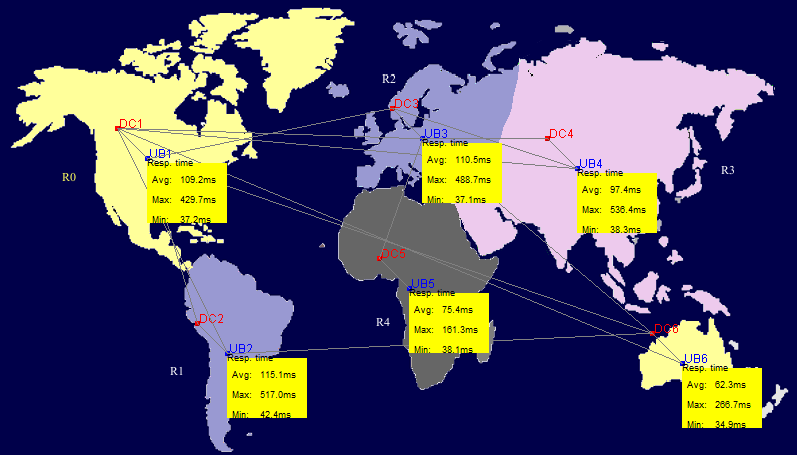 R2
DC3
DC1
UB3
DC4
UB1
Resp. time
Avg: 109.2ms
Max: 429.7ms
Min: 37.2ms
Resp. time
Avg: 110.5ms
Max: 488.7ms
Min: 37.1ms
UB4
Resp. time
Avg: 97.4ms
Max: 536.4ms
Min: 38.3ms
R0
R3
DC5
UB5
Resp. time
Avg: 75.4ms
Max: 161.3ms
Min: 38.1ms
DC2
R4
DC6
UB2
Resp. time
Avg: 115.1ms
Max: 517.0ms
Min: 42.4ms
R1
UB6
Resp. time
Avg: 62.3ms
Max: 266.7ms
Min: 34.9ms